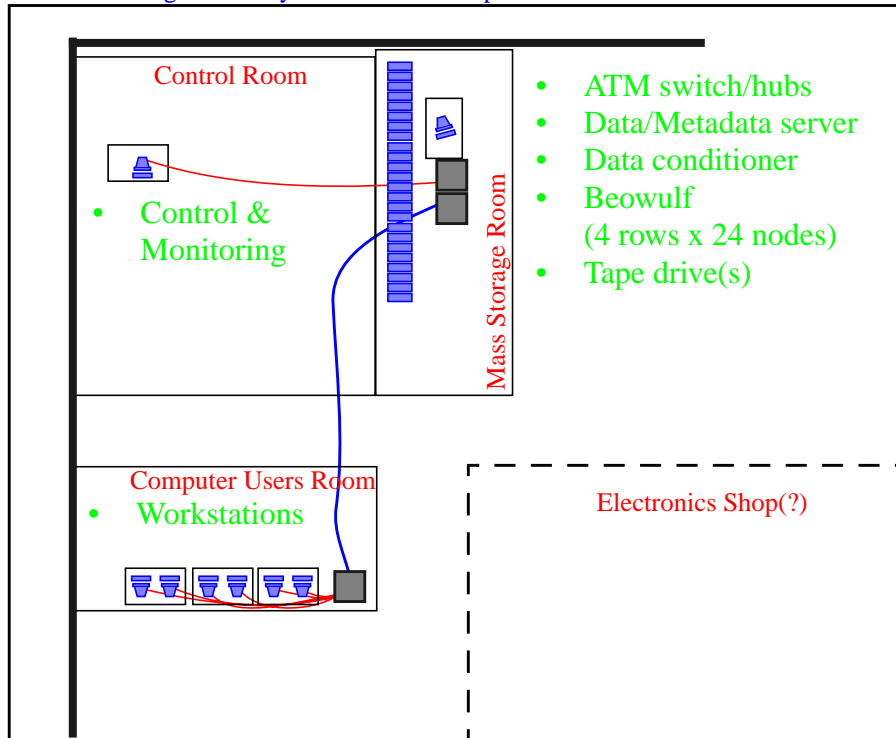 Control Room
• Control &
Monitoring
Mass Storage Room
• ATM switch/hubs
• Data/Metadata server
• Data conditioner
• Beowulf
(4 rows x 24 nodes)
• Tape drive(s)
Computer Users Room
• Workstations
Electronics Shop(?)